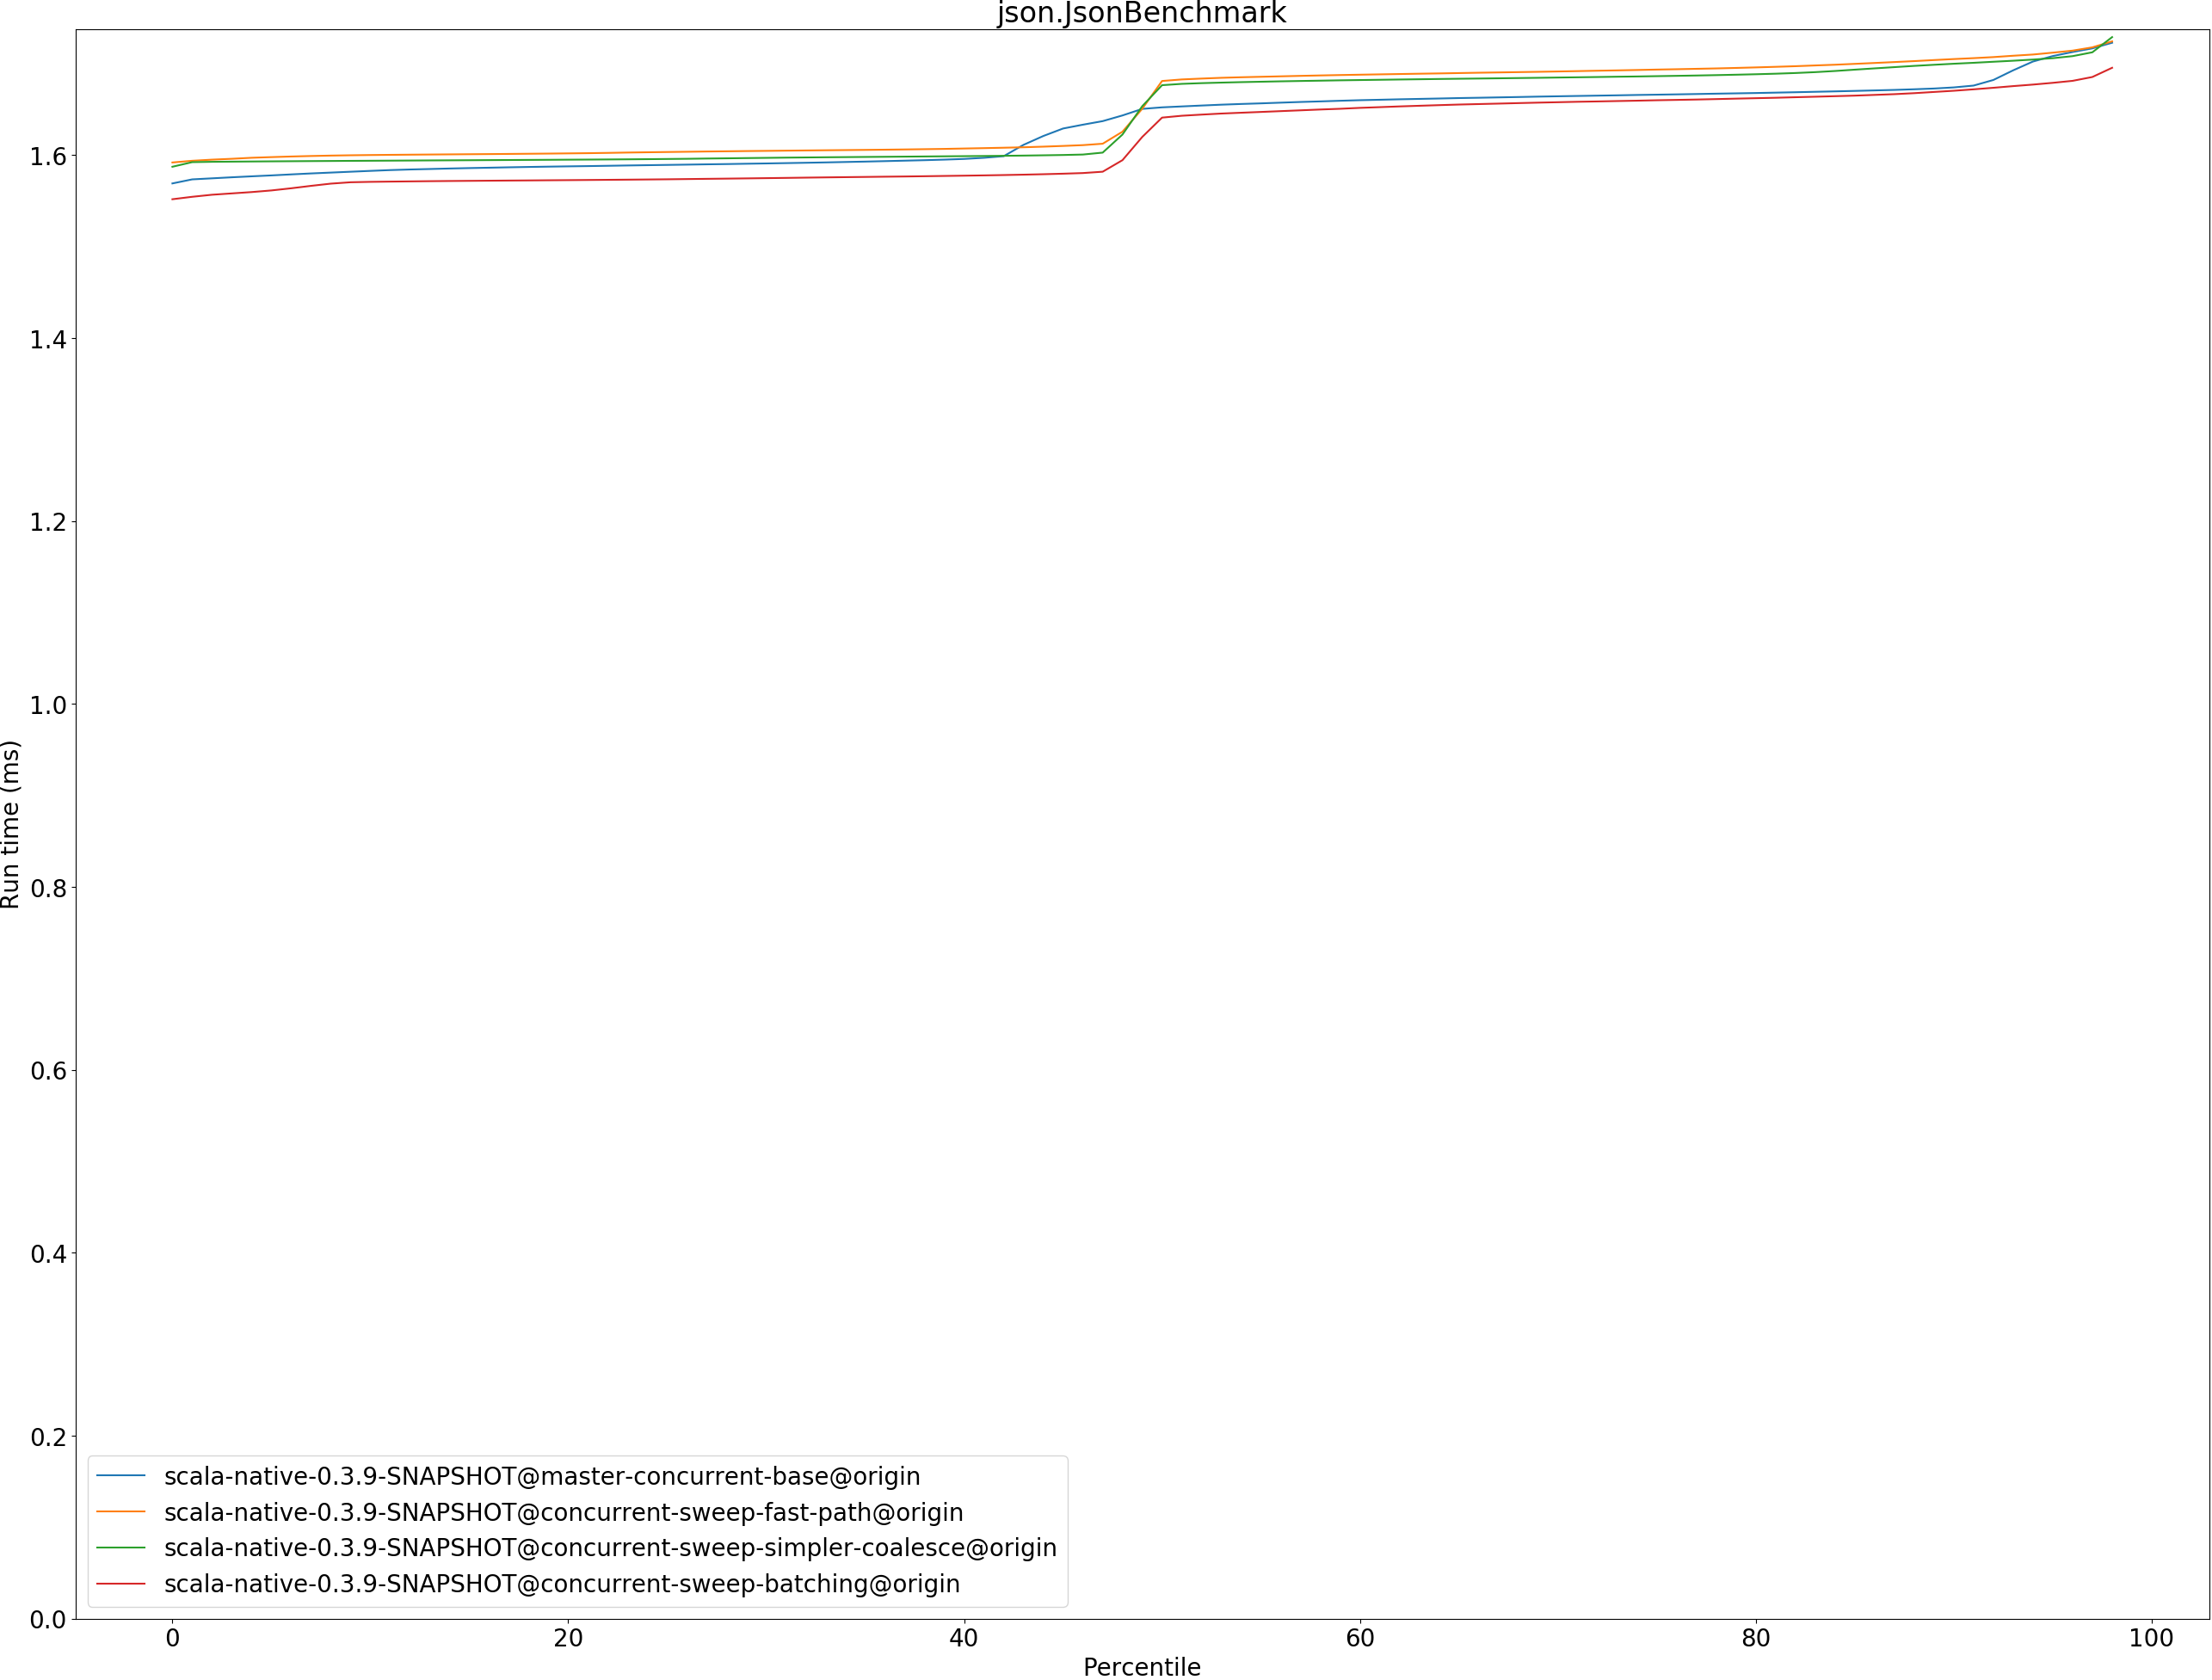 json.JsonBenchmark
Run time (ms)
1.6
1.4
1.2
1.0
0.8
0.6
0.4
0.2
0.0
scala-native-0.3.9-SNAPSHOT@master-concurrent-base@origin
scala-native-0.3.9-SNAPSHOT@concurrent-sweep-fast-path@origin
scala-native-0.3.9-SNAPSHOT@concurrent-sweep-simpler-coalesce@origin
scala-native-0.3.9-SNAPSHOT@concurrent-sweep-batching@origin
0 20 40 60 80 100
Percentile